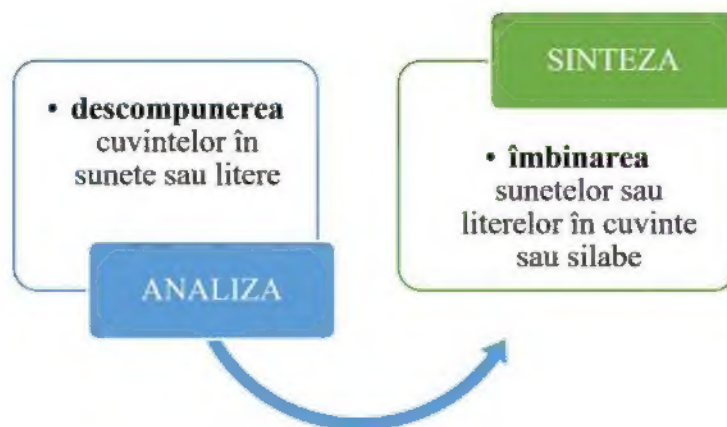 • descompunerea
cuvintelor în
sunete sau litere
ANALIZA
SINTEZA
• îmbinarea
sunetelor sau
literelor în cuvinte
sau silabe